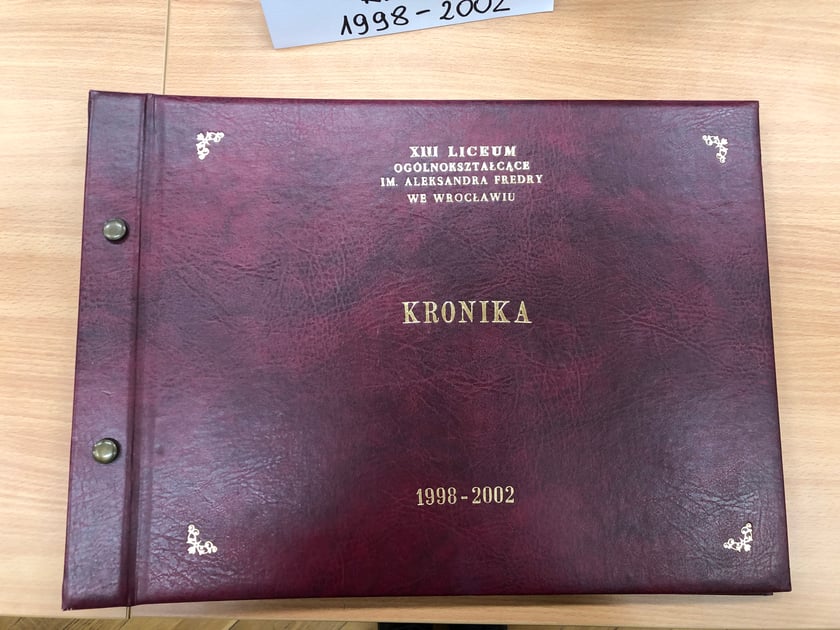 1998-2002
XIII LICEUM
OGÓLNOKSZTAŁCĄCE
IM. ALEKSANDRA FREDRY
WE WROCŁAWIU
KRONIKA
1998-2002